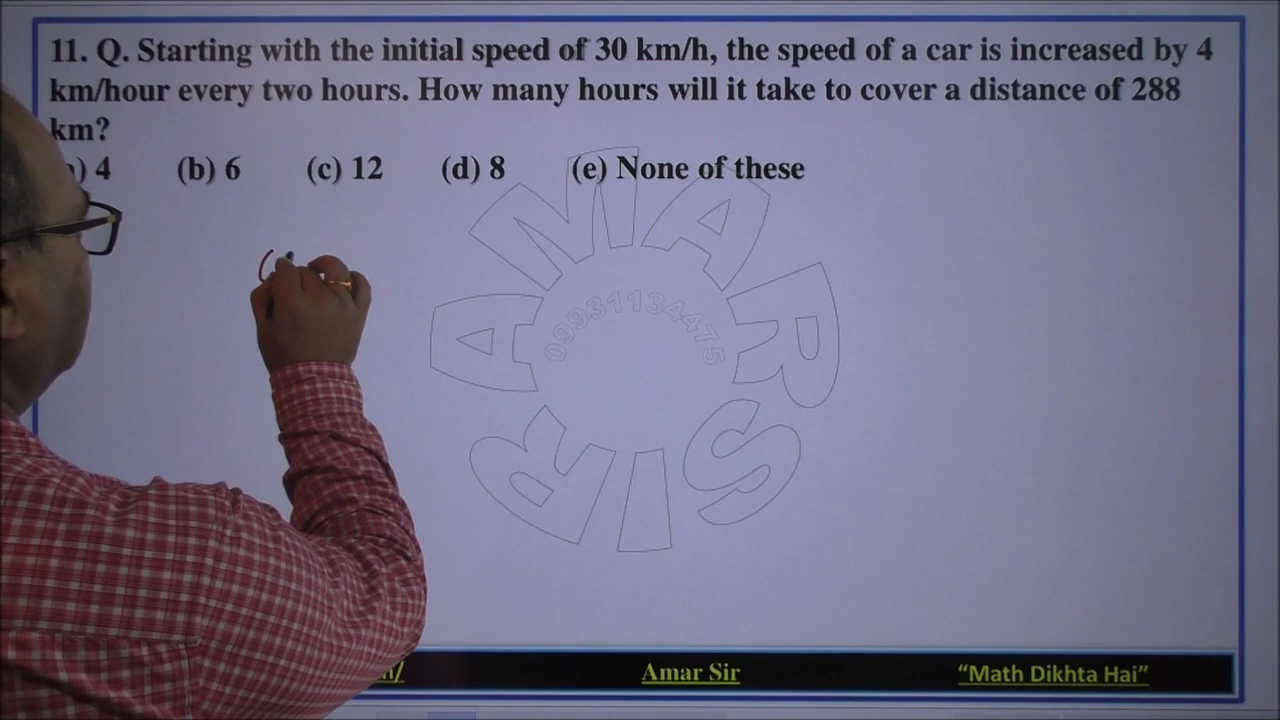 11. Q. Starting with the initial speed of 30 km/h, the speed of a car is increased by 4
km/hour every two hours. How many hours will it take to cover a distance of 288
km?
) 4 (b) 6 (c) 12 (d) 8 (e) None of these
AMAR SIR
09931134475
Amar Sir
“Math Dikhta Hai”